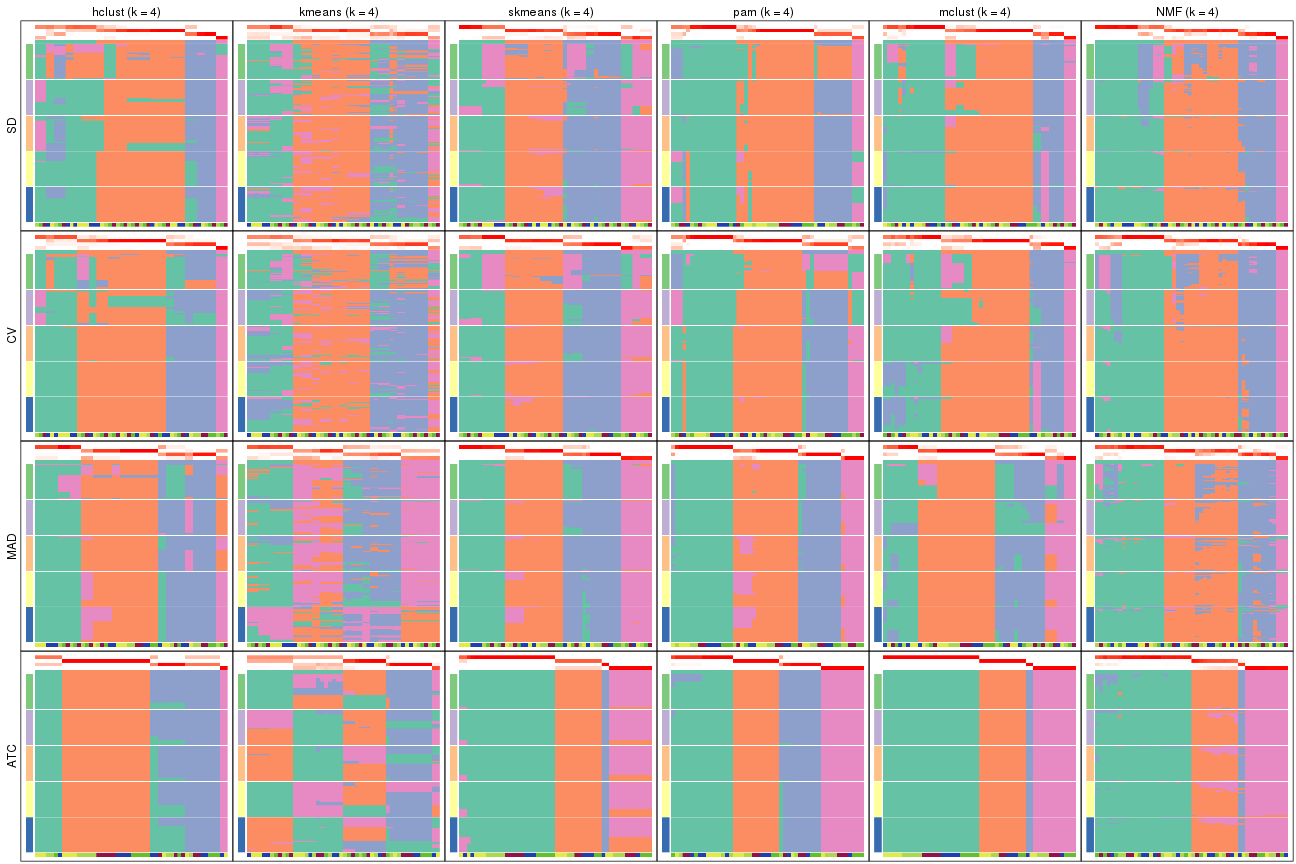 hclust (k = 4)
kmeans (k = 4)
skmeans (k = 4)
pam (k = 4)
mclust (k = 4)
NMF (k = 4)
SD
CV
MAD
ATC